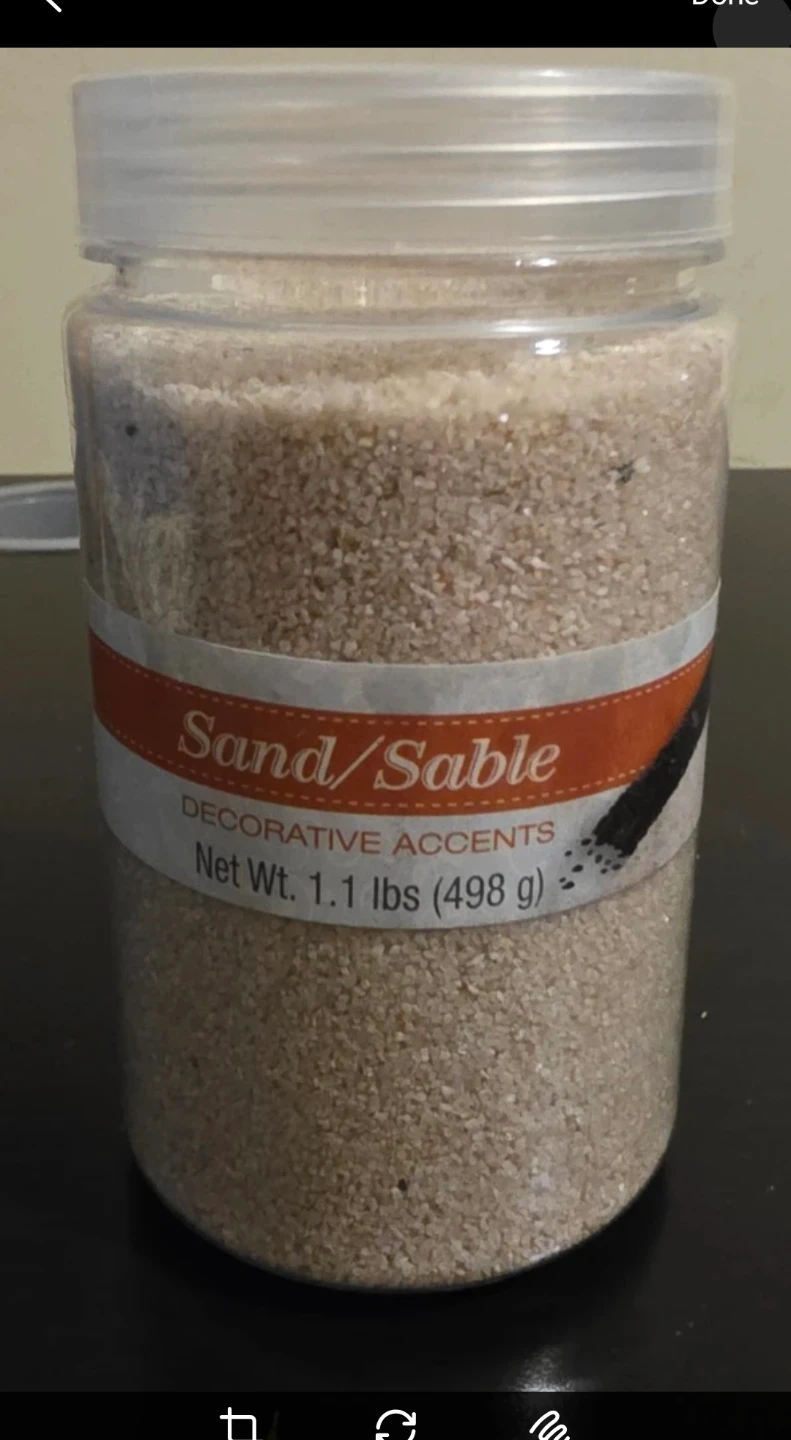 Sand/Sable
DECORATIVE ACCENTS
Net Wt. 1.1 lbs (498 g)